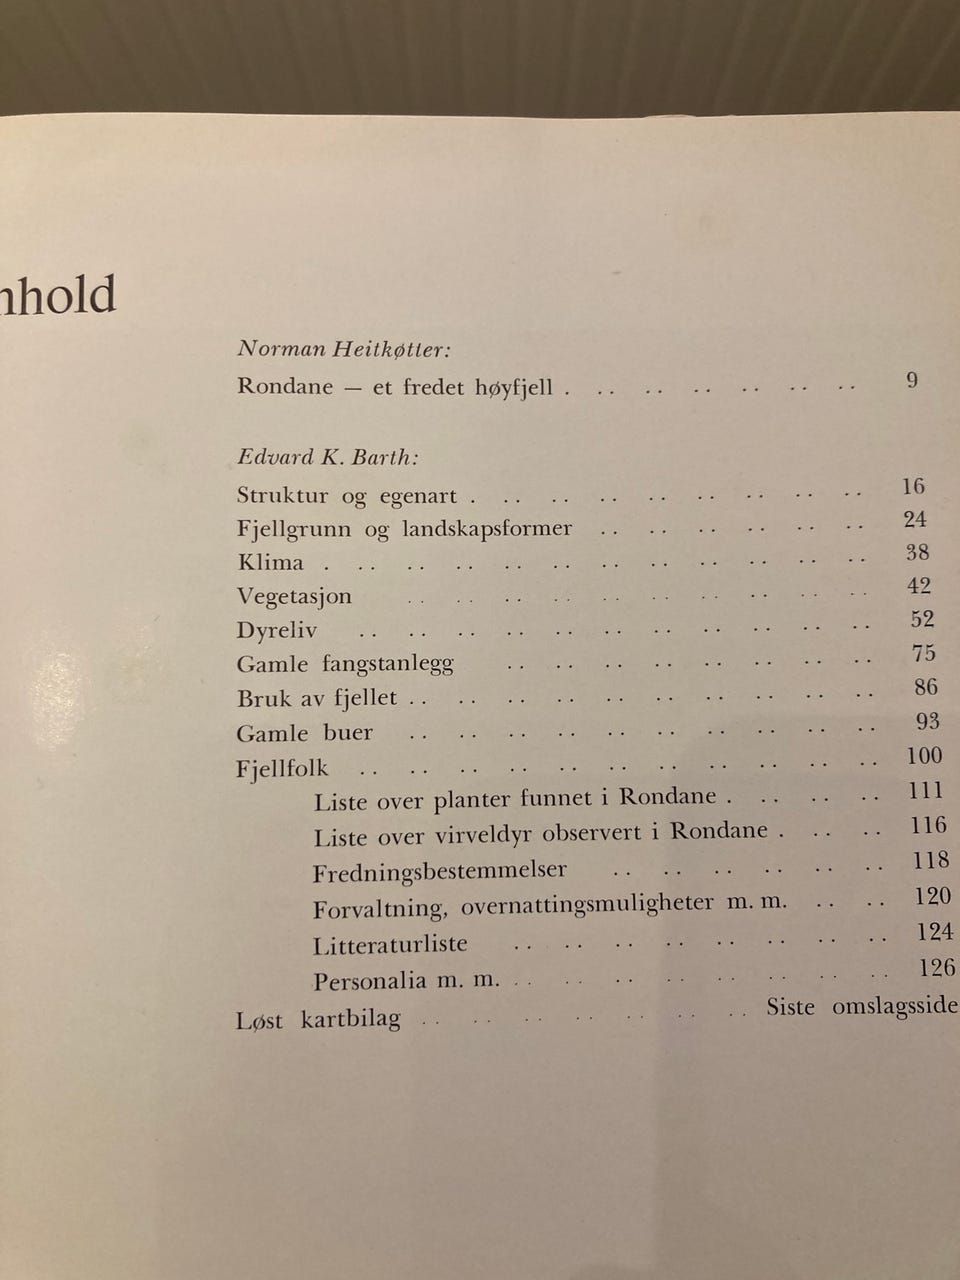 nhold
Norman Heitkøtter:
Rondane — et fredet høyfjell . .. .. .. .. .. .. 9
Edvard K. Barth:
Struktur og egenart . .. .. .. .. .. .. .. .. 16
Fjellgrunn og landskapsformer .. .. .. .. .. .. 24
Klima . .. .. .. .. .. .. .. .. .. .. .. 38
Vegetasjon .. .. .. .. .. .. .. .. .. .. 42
Dyreliv .. .. .. .. .. .. .. .. .. .. .. 52
Gamle fangstanlegg .. .. .. .. .. .. .. .. 75
Bruk av fjellet .. .. .. .. .. .. .. .. .. .. 86
Gamle buer .. .. .. .. .. .. .. .. .. .. 93
Fjellfolk .. .. .. .. .. .. .. .. .. .. .. 100
Liste over planter funnet i Rondane . .. .. .. 111
Liste over virveldyr observert i Rondane . .. .. 116
Fredningsbestemmelser .. .. .. .. .. .. 118
Forvaltning, overnattingsmuligheter m. m. .. .. 120
Litteraturliste .. .. .. .. .. .. .. .. 124
Personalia m. m. .. .. .. .. .. .. .. .. 126
Løst kartbilag .. .. .. .. .. .. .. Siste omslagsside